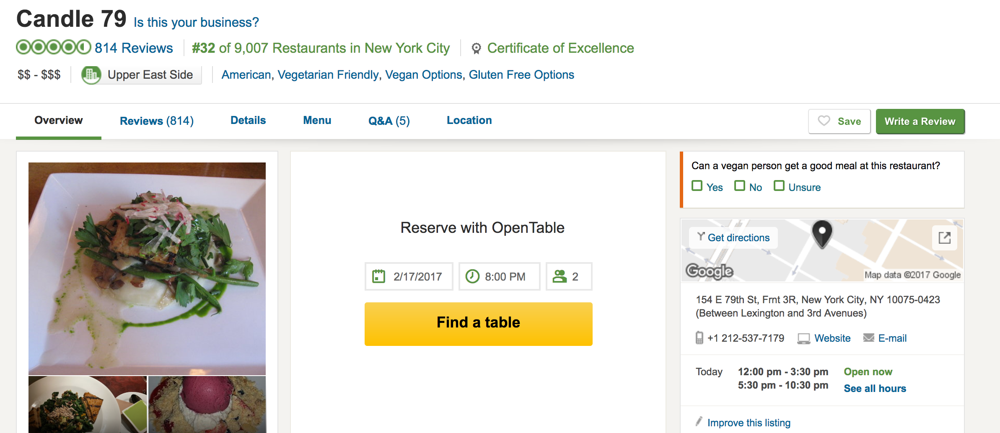 Candle 79 Is this your business?
814 Reviews #32 of 9,007 Restaurants in New York City Certificate of Excellence
$$ - $$$ Upper East Side American, Vegetarian Friendly, Vegan Options, Gluten Free Options
Overview Reviews (814) Details Menu Q&A (5) Location Save Write a Review
Reserve with OpenTable
2/17/2017 8:00 PM 2
Find a table
Can a vegan person get a good meal at this restaurant?
Yes No Unsure
Get directions
Google Map data ©2017 Google
154 E 79th St, Frnt 3R, New York City, NY 10075-0423
(Between Lexington and 3rd Avenues)
+1 212-537-7179 Website E-mail
Today 12:00 pm - 3:30 pm Open now
5:30 pm - 10:30 pm See all hours
Improve this listing